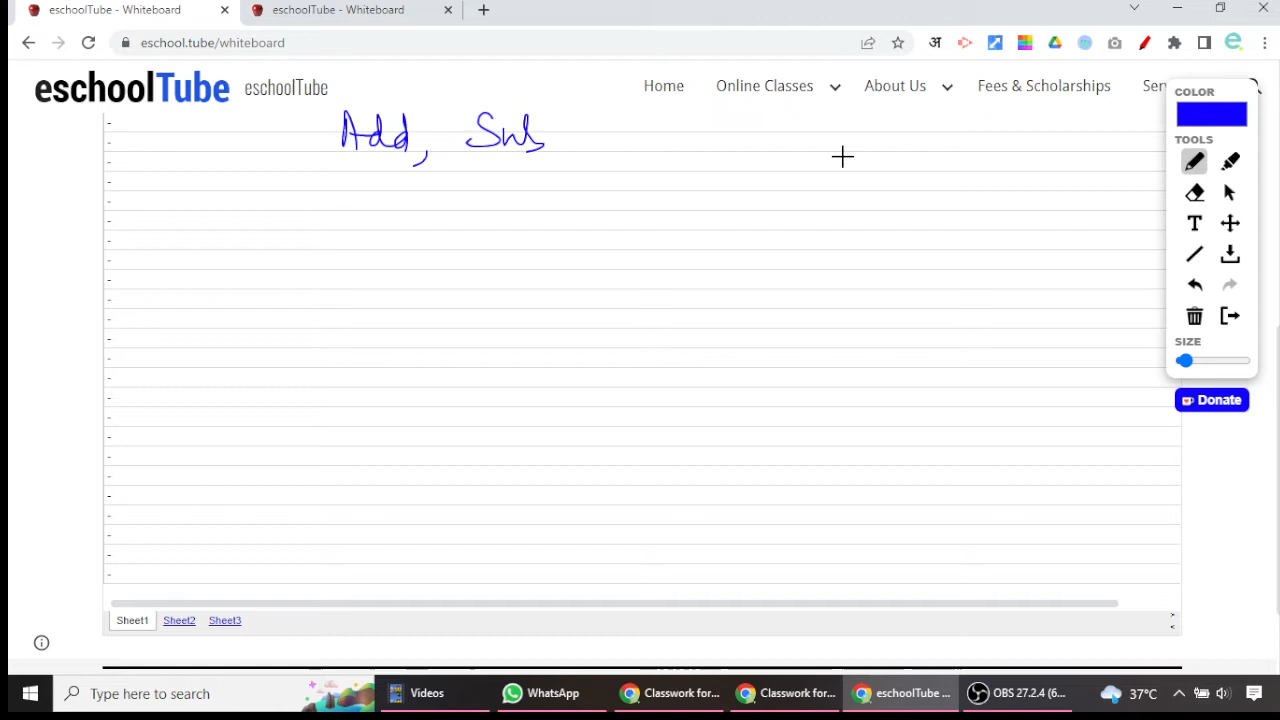 eschoolTube - Whiteboard
eschoolTube - Whiteboard
eschool.tube/whiteboard
अ
eschoolTube eschoolTube
Home Online Classes About Us Fees & Scholarships Ser
COLOR
TOOLS
T
SIZE
Donate
Add, Sub
Sheet1 Sheet2 Sheet3
Type here to search
Videos
WhatsApp
Classwork for...
Classwork for...
eschoolTube ...
OBS 27.2.4 (6...
37°C